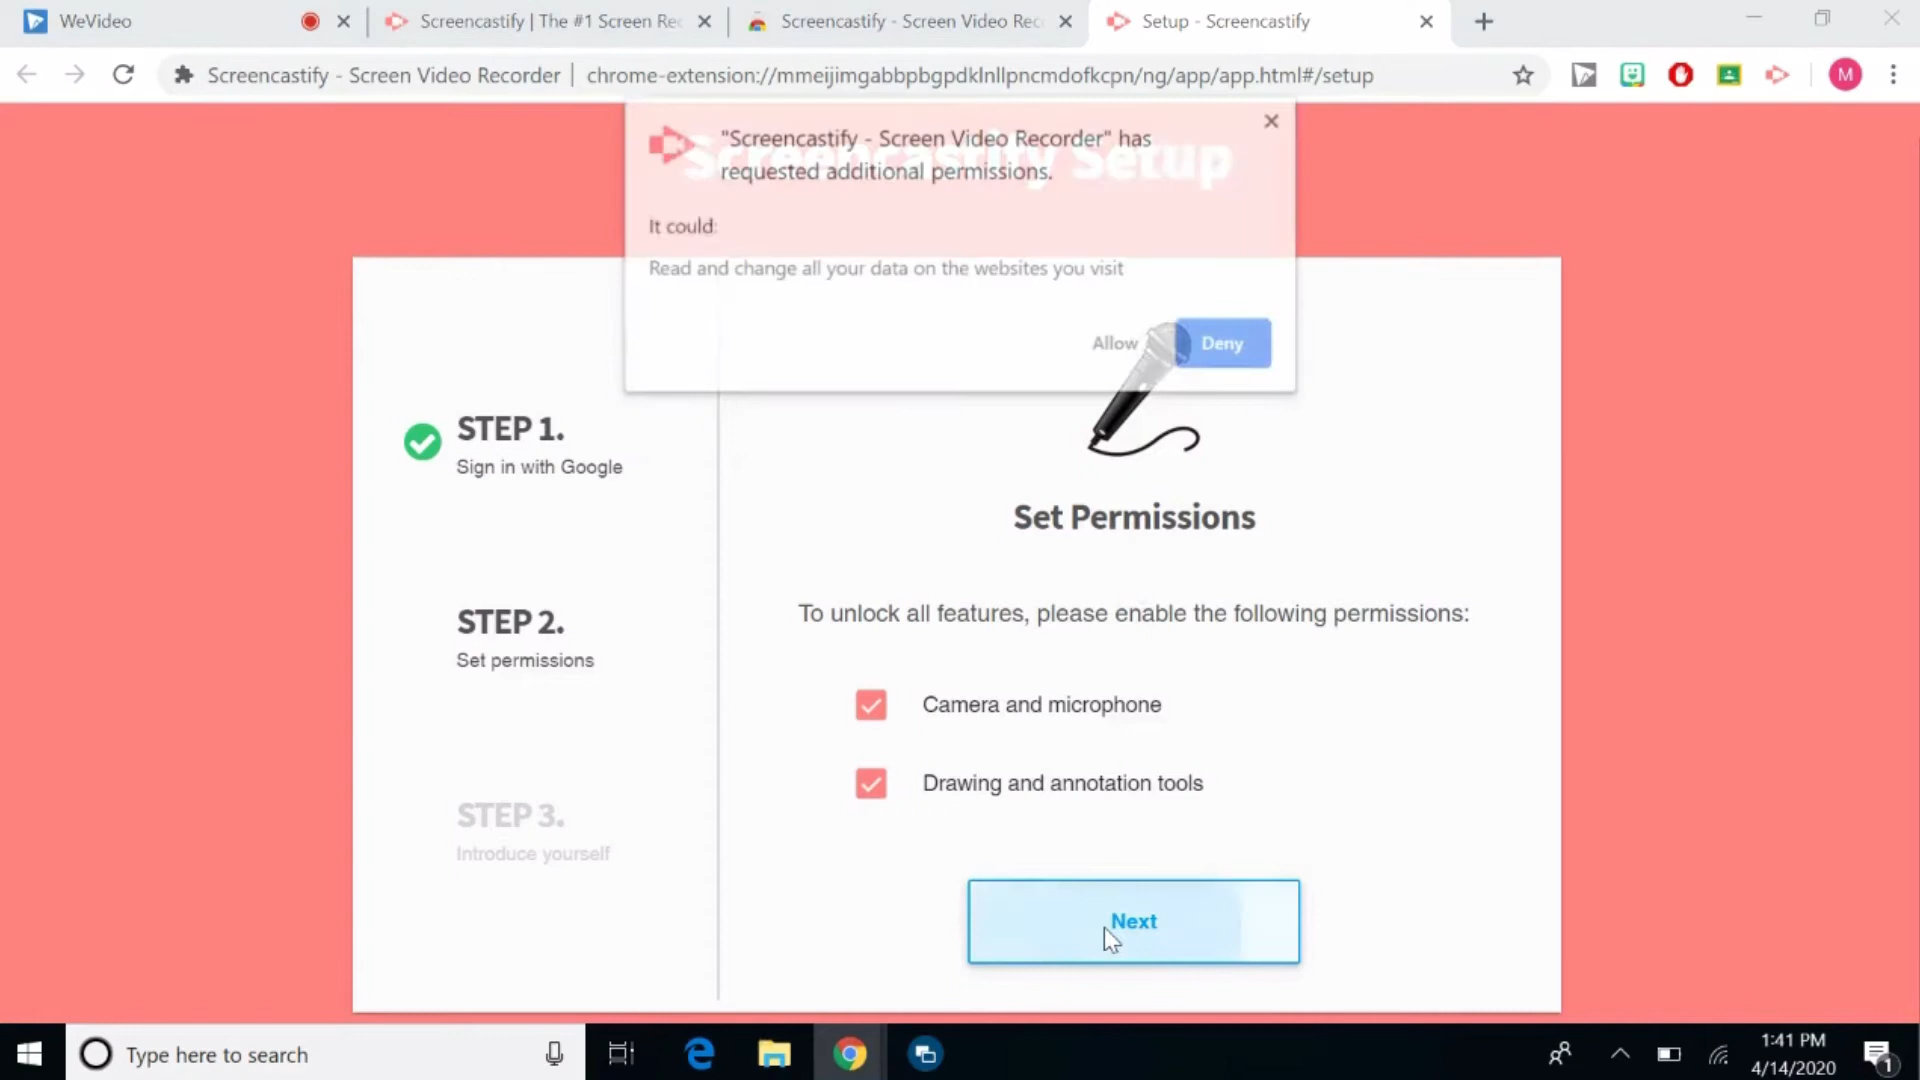 WeVideo
Screencastify | The #1 Screen Rec
Screencastify - Screen Video Reco
Setup - Screencastify
Screencastify - Screen Video Recorder | chrome-extension://mmeijimgabbpbgpdklnllpncmdofkcpn/ng/app/app.html#/setup
M
Screencastify Setup
"Screencastify - Screen Video Recorder" has
requested additional permissions.
It could:
Read and change all your data on the websites you visit
Allow
Deny
STEP 1.
Sign in with Google
STEP 2.
Set permissions
STEP 3.
Introduce yourself
Set Permissions
To unlock all features, please enable the following permissions:
Camera and microphone
Drawing and annotation tools
Next
Type here to search
1:41 PM
4/14/2020
1